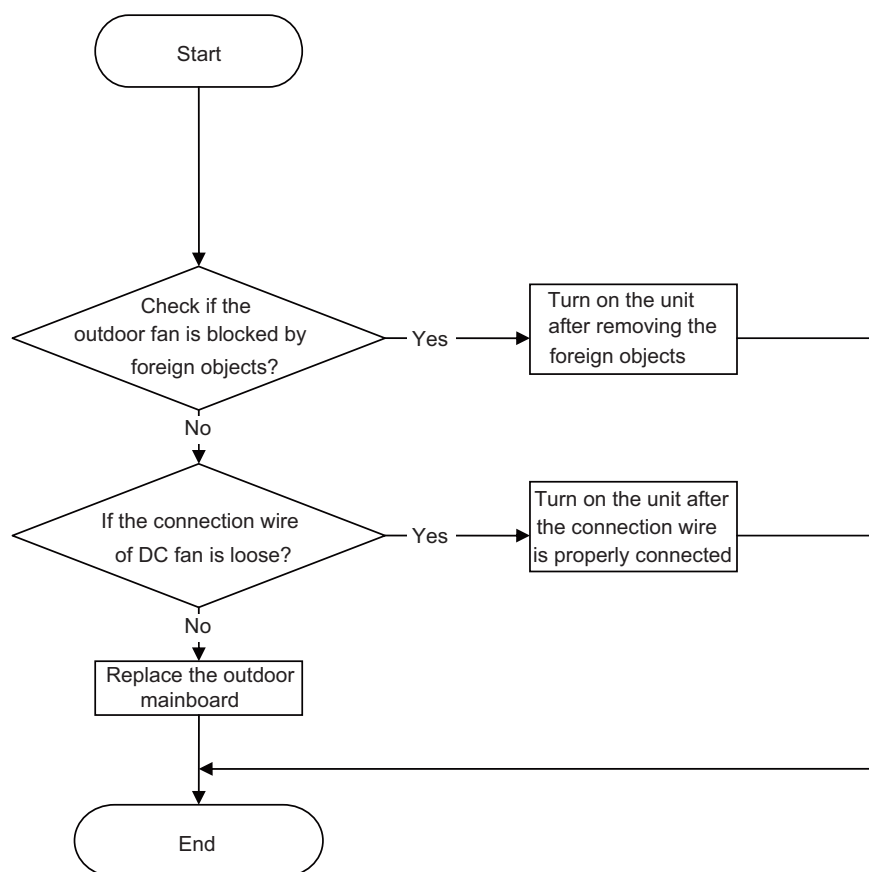 Start
Check if the
outdoor fan is blocked by
foreign objects?
Yes
Turn on the unit
after removing the
foreign objects
No
If the connection wire
of DC fan is loose?
Yes
Turn on the unit after
the connection wire
is properly connected
No
Replace the outdoor
mainboard
End